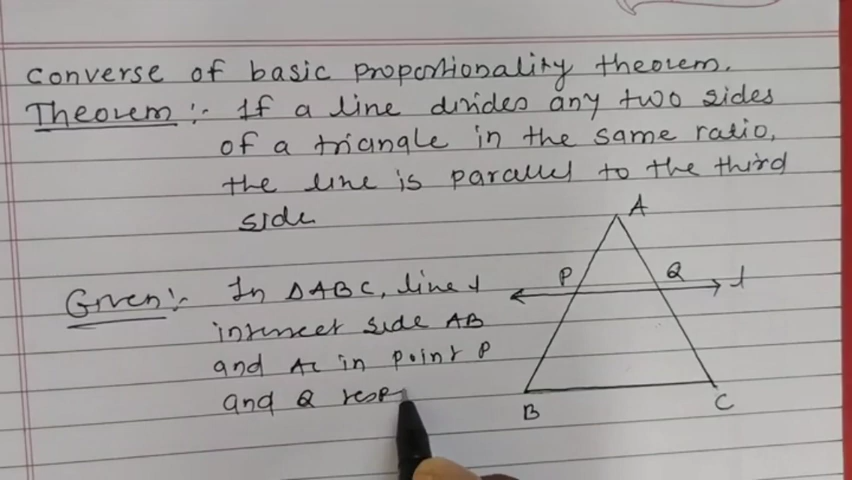 Converse of basic proportionality theorem.
Theorem :- If a line divides any two sides
of a triangle in the same ratio,
the line is parallel to the third
side
A
P
Q
l
Given :- In ΔABC, line l
intersect side AB
and AC in point P
and Q resp
B
C